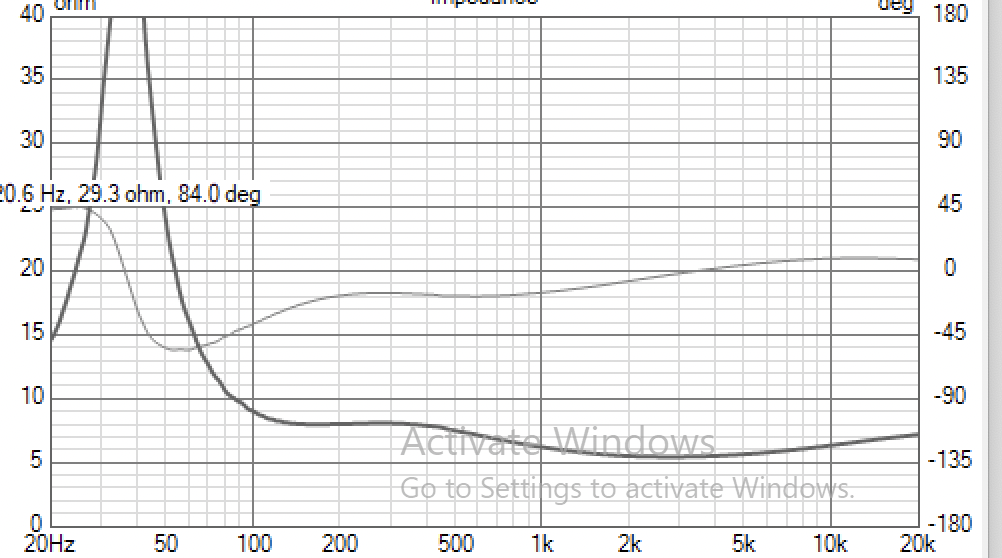 ohm Impedance deg
40 180
35 135
30 90
20.6 Hz, 29.3 ohm, 84.0 deg
25 45
20 0
15 -45
10 -90
Activate Windows
5 -135
Go to Settings to activate Windows.
0 -180
20Hz 50 100 200 500 1k 2k 5k 10k 20k